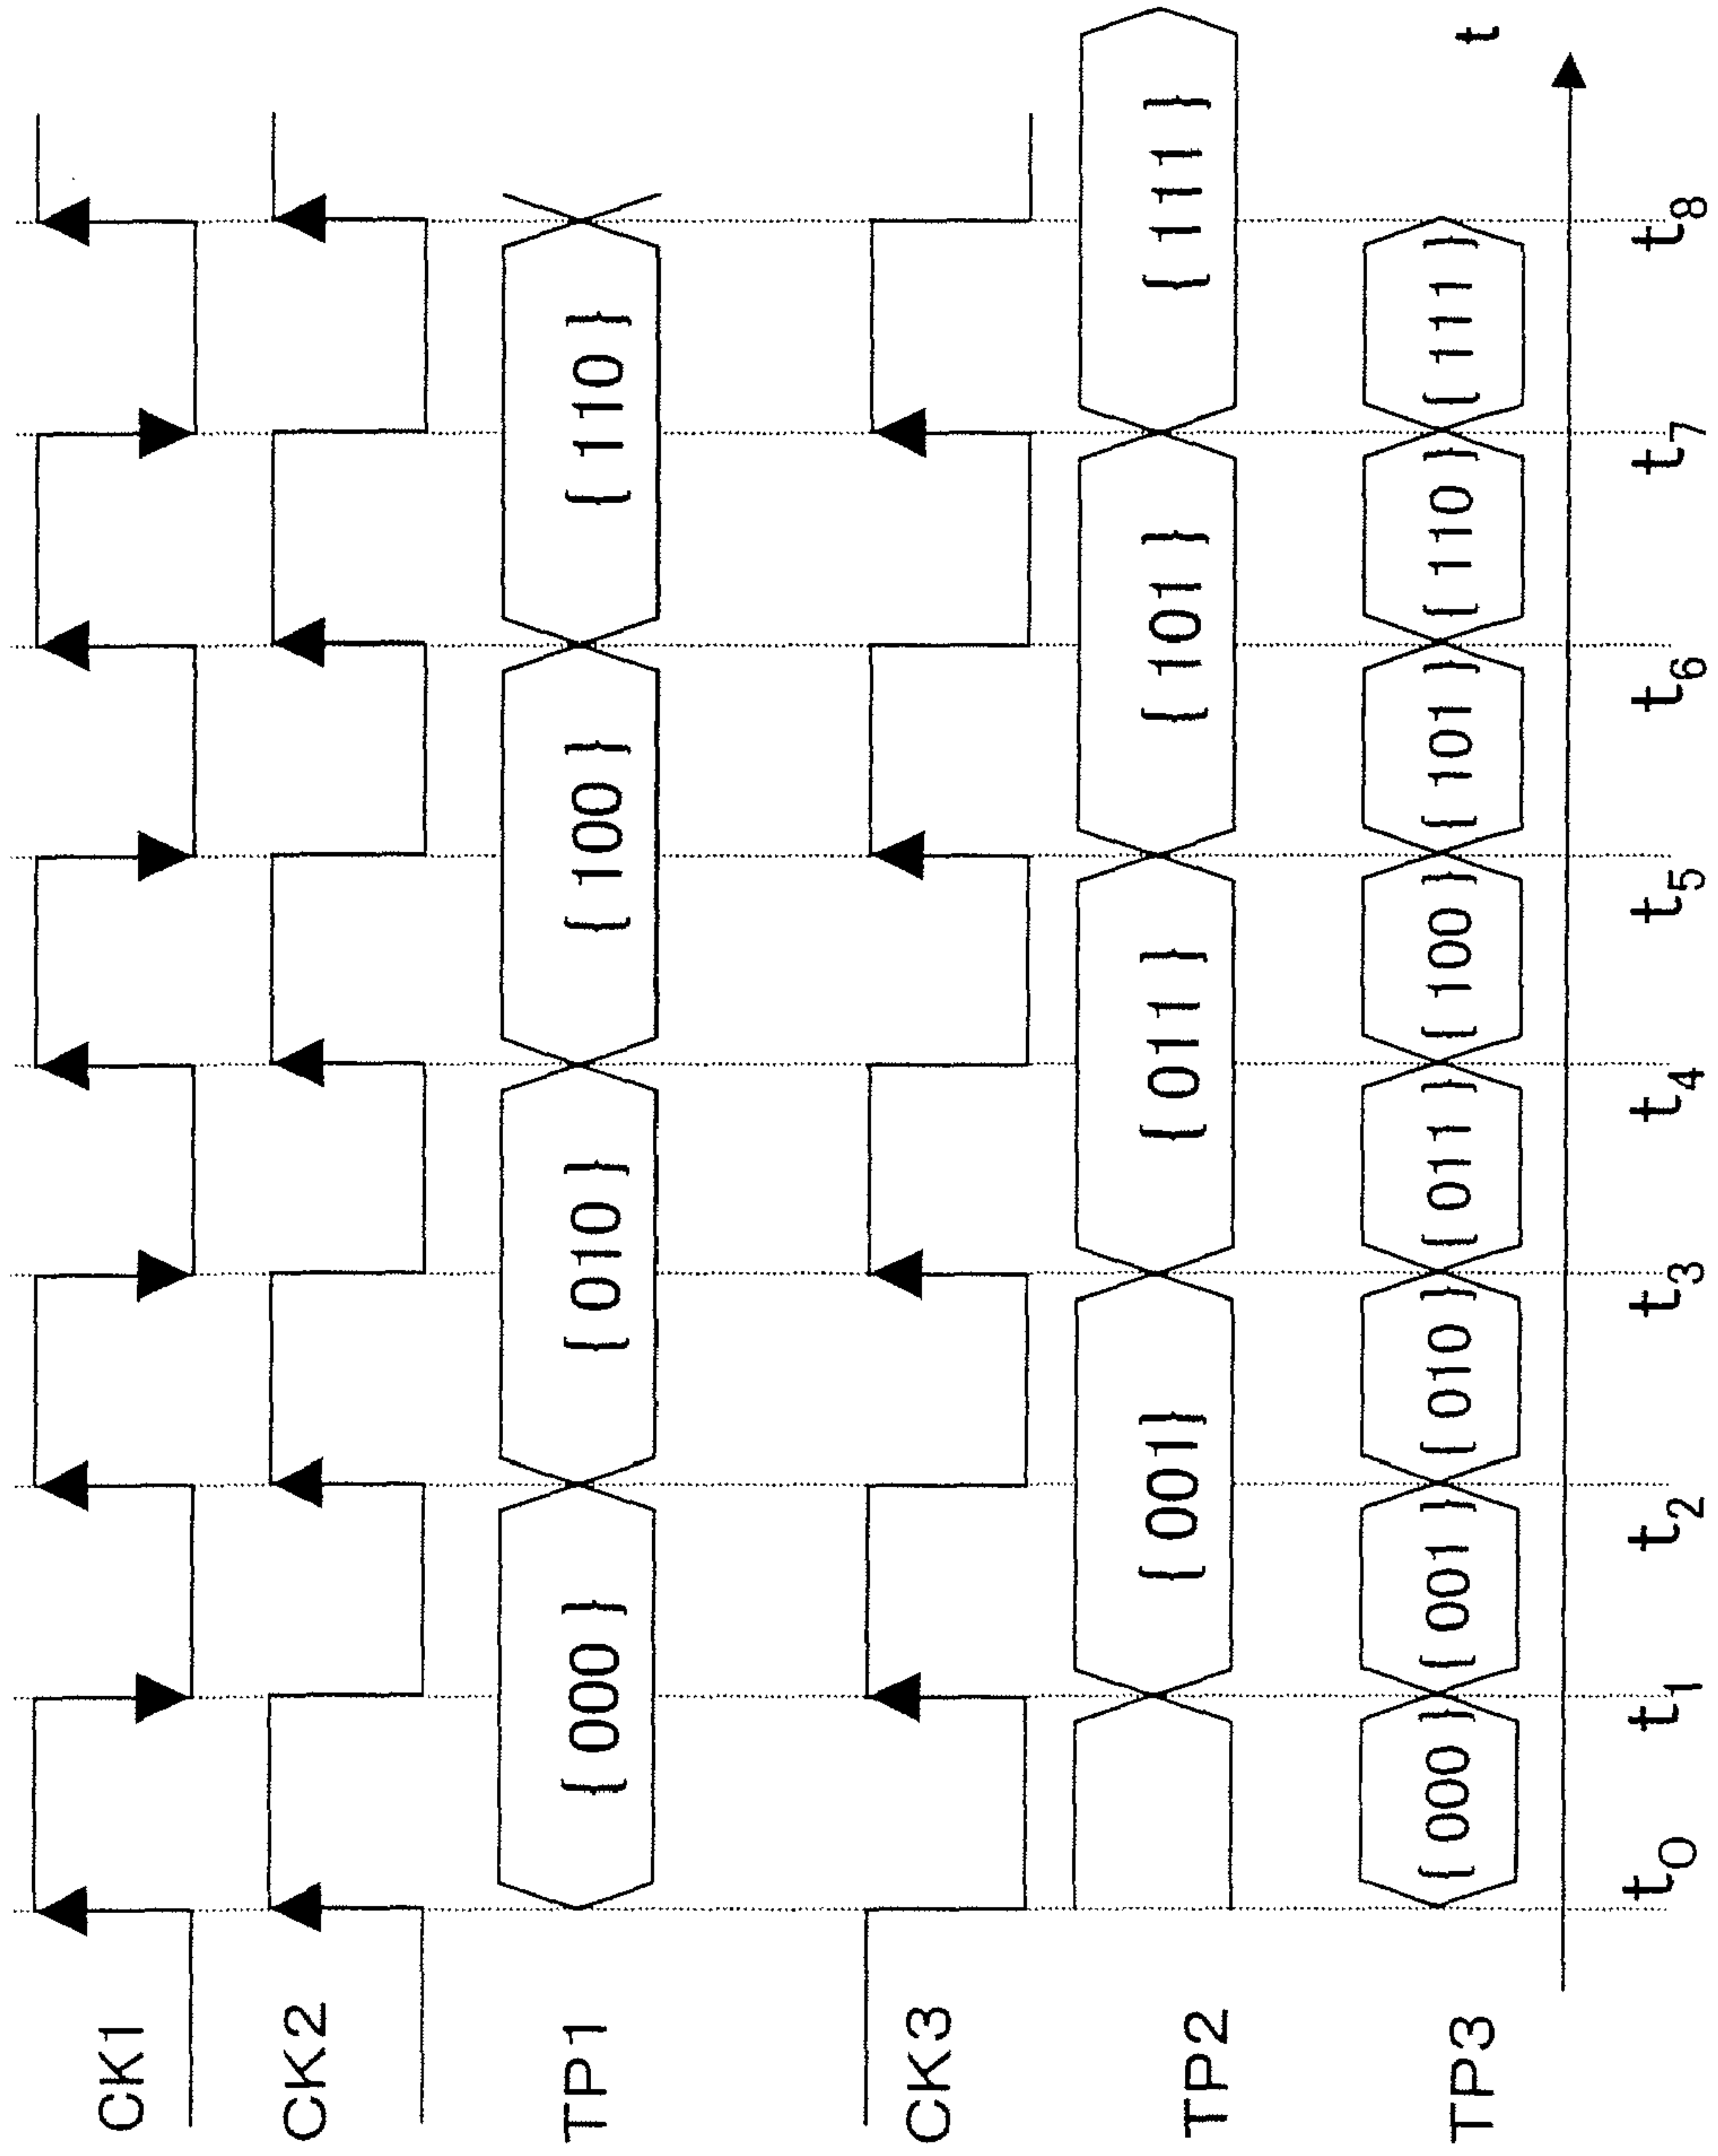 CK1
CK2
TP1 { 000 } { 010 } { 100 } { 110 }
CK3
TP2 { 001} { 011 } { 101 } { 111 }
TP3 { 000 } { 001 } { 010 } { 011 } { 100 } { 101 } { 110 } { 111 }
t
t0 t1 t2 t3 t4 t5 t6 t7 t8